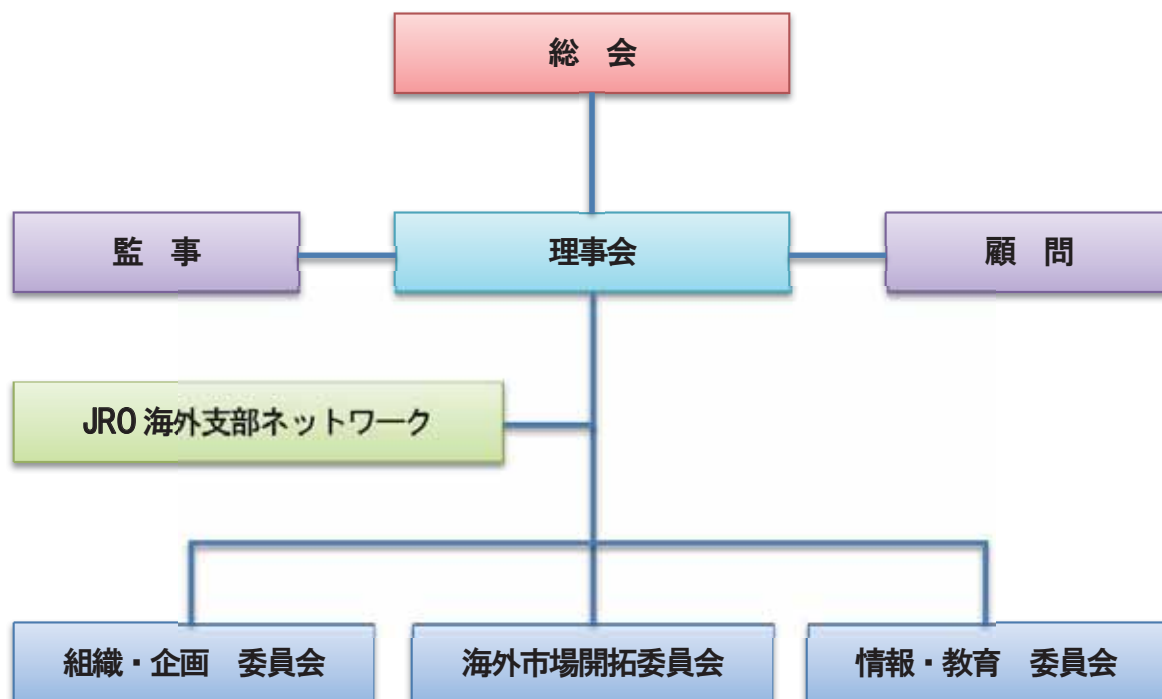 総　会
監　事
理事会
顧　問
JRO 海外支部ネットワーク
組織・企画　委員会
海外市場開拓委員会
情報・教育　委員会